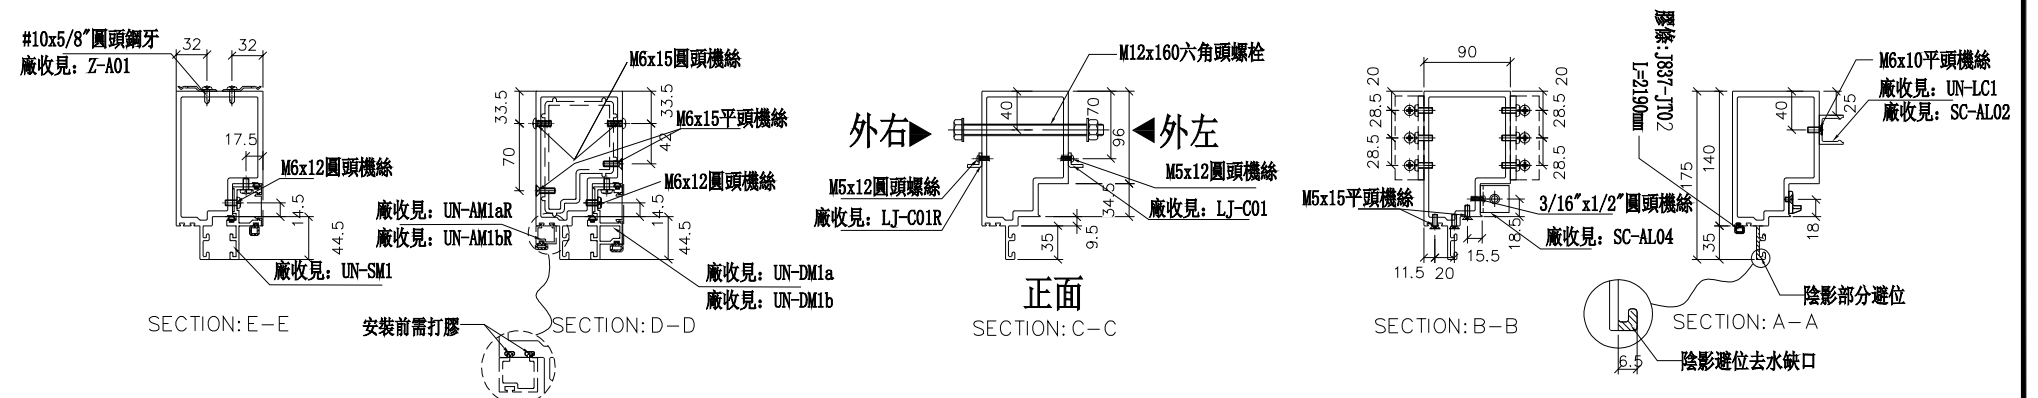 #10x5/8"圓頭鋼牙
廠收見: Z-A01
32
32
17.5
M6x12圓頭機絲
14.5
44.5
廠收見: UN-SM1
SECTION: E-E
M6x15圓頭機絲
33.5
70
33.5
42
M6x15平頭機絲
M6x12圓頭機絲
廠收見: UN-AM1aR
廠收見: UN-AM1bR
14.5
44.5
廠收見: UN-DM1a
廠收見: UN-DM1b
安裝前需打膠
SECTION: D-D
M12x160六角頭螺栓
40
70
96
外右
外左
M5x12圓頭螺絲
廠收見: LJ-C01R
M5x12圓頭機絲
廠收見: LJ-C01
34.5
9.5
35
正面
SECTION: C-C
90
20
20
28.5
28.5
28.5
28.5
M5x15平頭機絲
3/16"x1/2"圓頭機絲
廠收見: SC-AL04
18.5
15.5
11.5
20
SECTION: B-B
膠條: J837-JT02
L=2190mm
M6x10平頭機絲
廠收見: UN-LC1
廠收見: SC-AL02
40
25
175
140
35
18
陰影部分避位
SECTION: A-A
陰影避位去水缺口
6.5